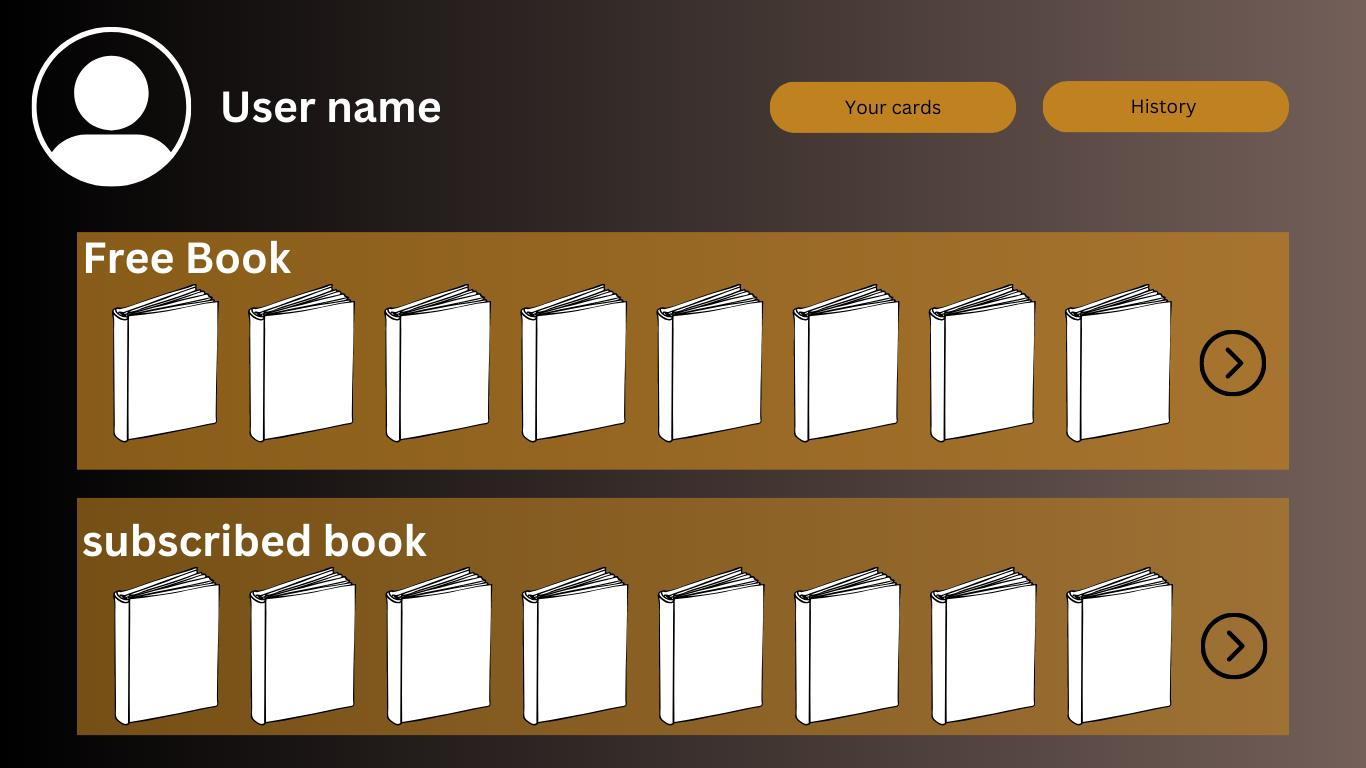 User name
Your cards
History
Free Book
subscribed book